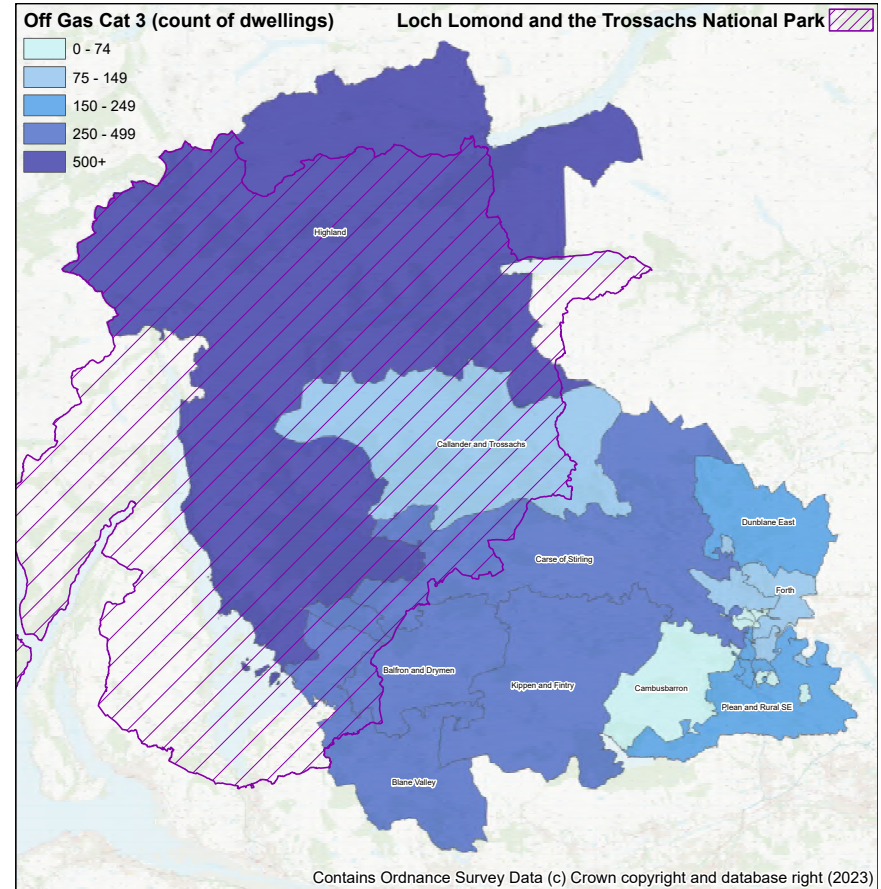 Off Gas Cat 3 (count of dwellings)
Loch Lomond and the Trossachs National Park
0 - 74
75 - 149
150 - 249
250 - 499
500+
Highland
Callander and Trossachs
Dunblane East
Carse of Stirling
Forth
Balfron and Drymen
Kippen and Fintry
Cambusbarron
Plean and Rural SE
Blane Valley
Contains Ordnance Survey Data (c) Crown copyright and database right (2023)